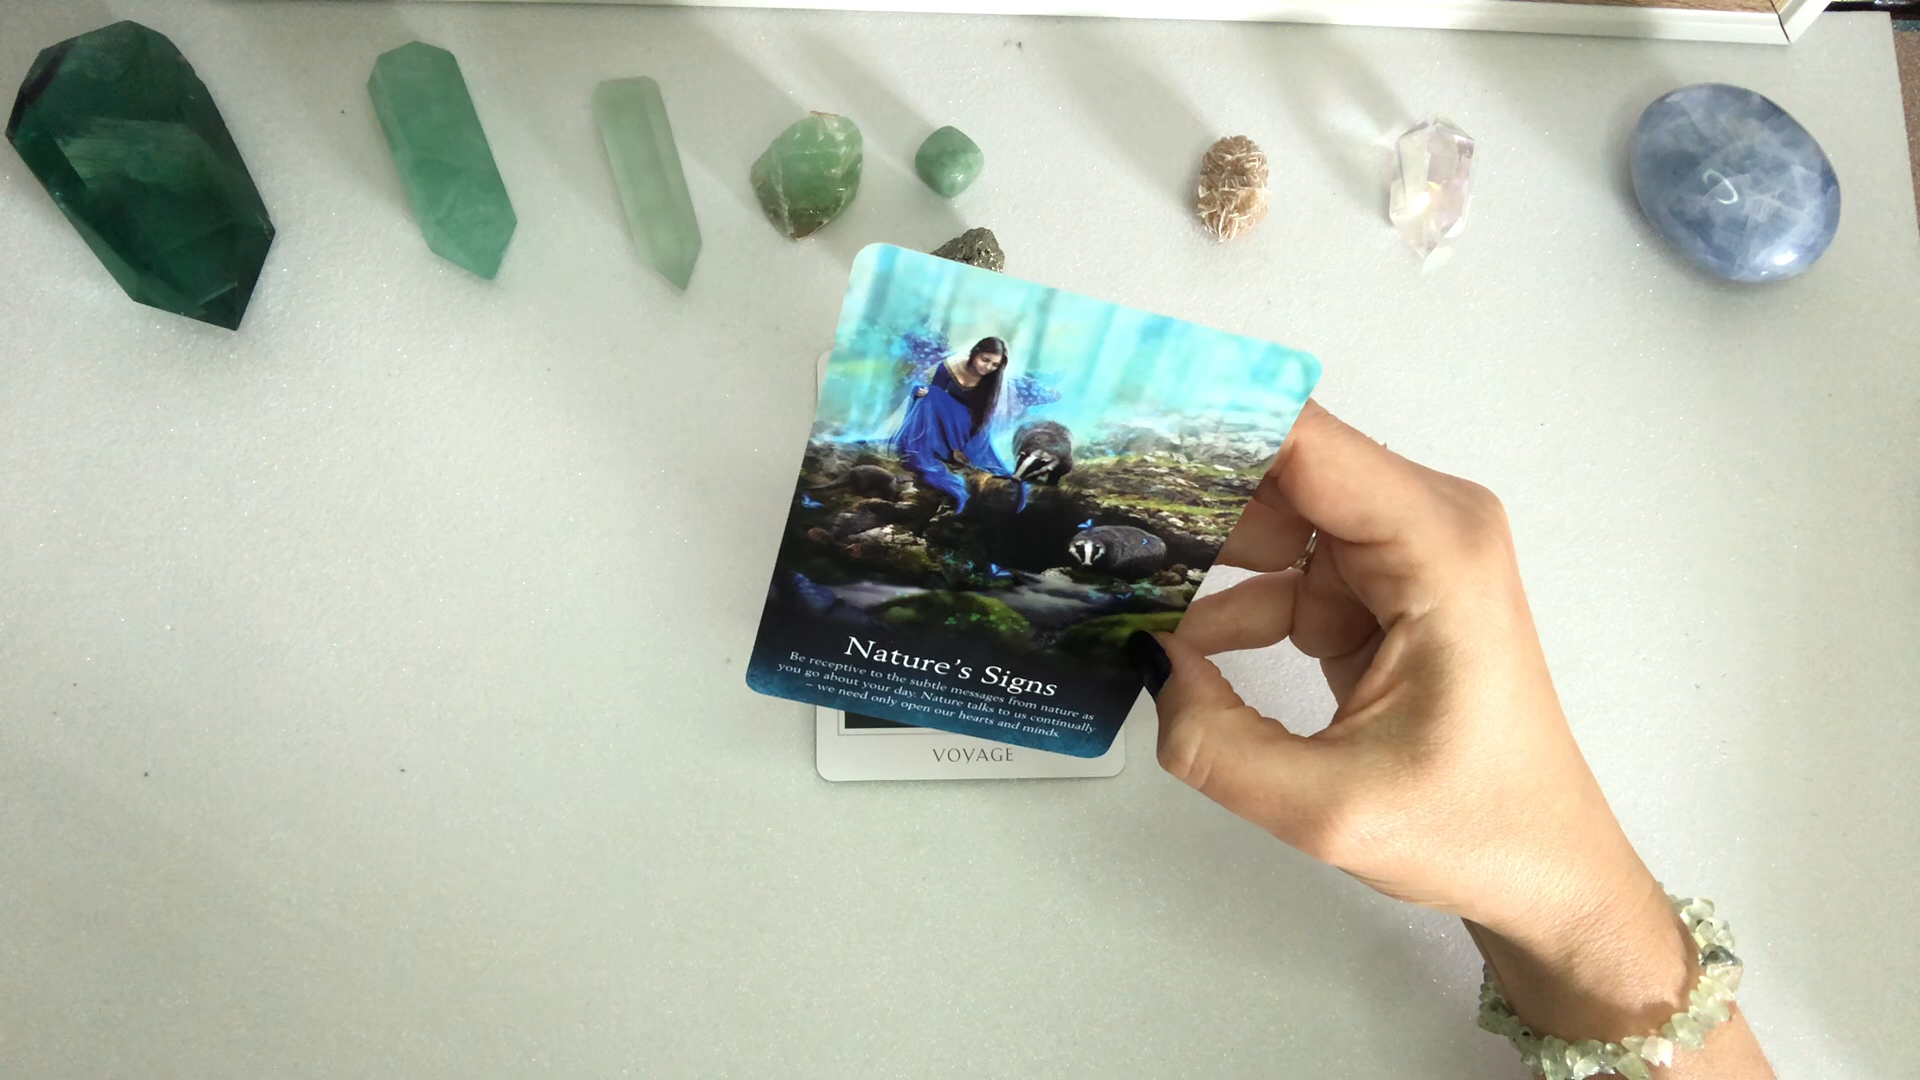 Nature's Signs
Be receptive to the subtle messages from nature as
you go about your day. Nature talks to us continually
– we need only open our hearts and minds.
VOYAGE